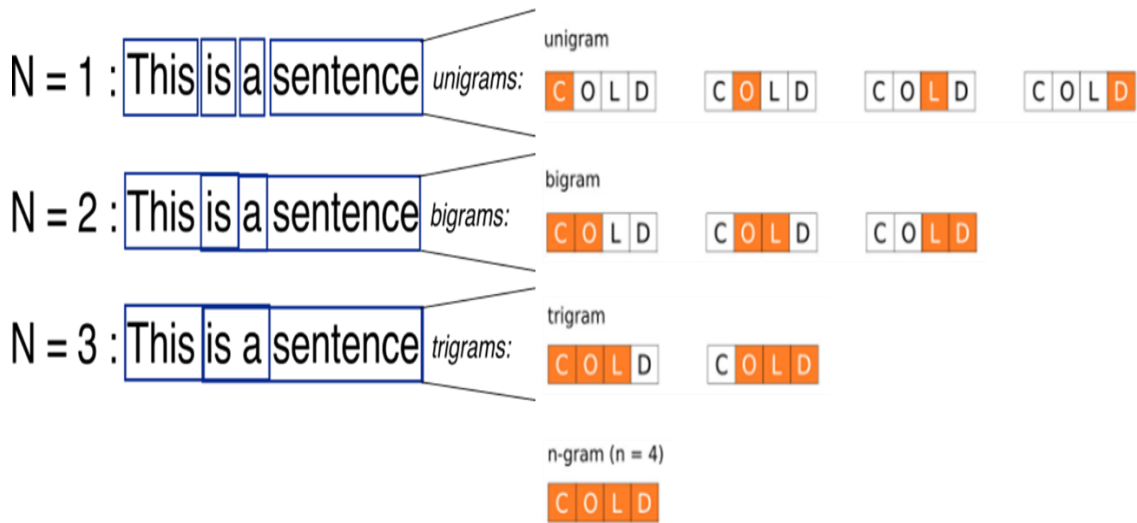 N = 1 : This is a sentence unigrams:
unigram
C O L D C O L D C O L D C O L D
N = 2 : This is a sentence bigrams:
bigram
C O L D C O L D C O L D
N = 3 : This is a sentence trigrams:
trigram
C O L D C O L D
n-gram (n = 4)
C O L D